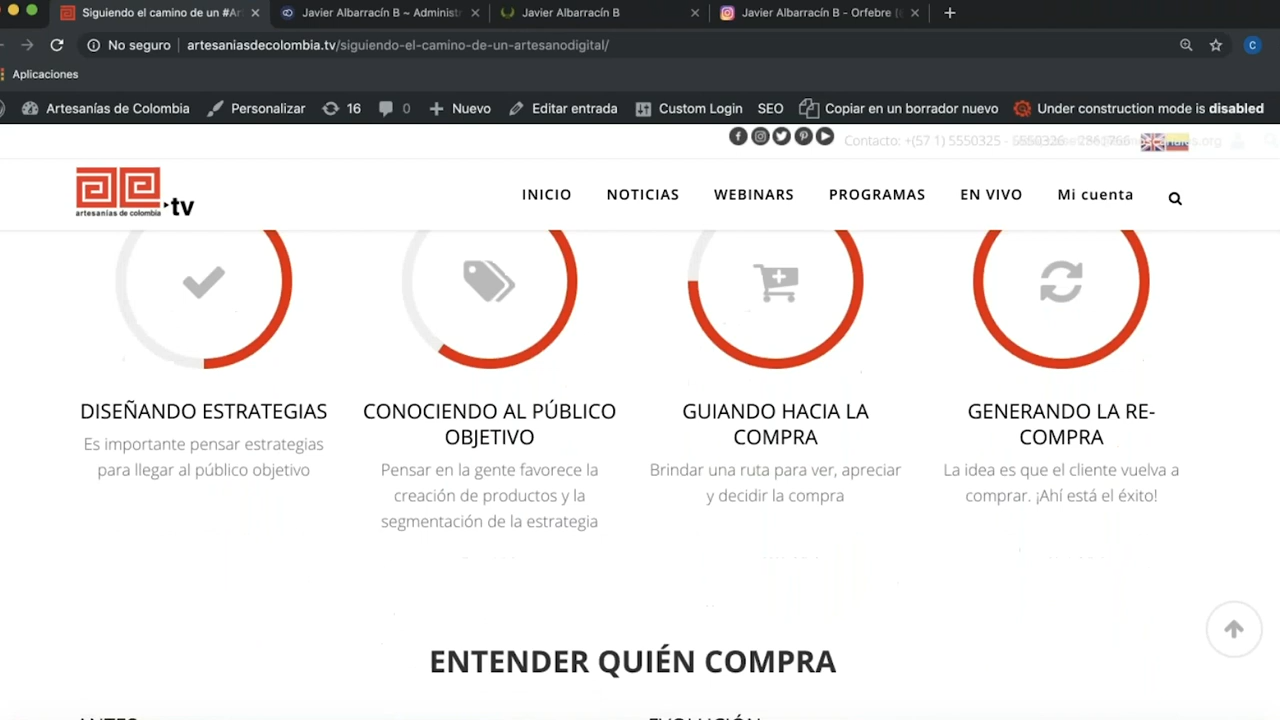 Siguiendo el camino de un #Ar
Javier Albarracín B ~ Administ
Javier Albarracín B
Javier Albarracín B - Orfebre
No seguro
artesaniasdecolombia.tv/siguiendo-el-camino-de-un-artesanodigital/
C
Aplicaciones
Artesanías de Colombia
Personalizar
16
0
Nuevo
Editar entrada
Custom Login
SEO
Copiar en un borrador nuevo
Under construction mode is disabled
Contacto: +(57 1) 5550325 -
artesanías de colombia
tv
INICIO
NOTICIAS
WEBINARS
PROGRAMAS
EN VIVO
Mi cuenta
DISEÑANDO ESTRATEGIAS
Es importante pensar estrategias
para llegar al público objetivo
CONOCIENDO AL PÚBLICO
OBJETIVO
Pensar en la gente favorece la
creación de productos y la
segmentación de la estrategia
GUIANDO HACIA LA
COMPRA
Brindar una ruta para ver, apreciar
y decidir la compra
GENERANDO LA RE-
COMPRA
La idea es que el cliente vuelva a
comprar. ¡Ahí está el éxito!
ENTENDER QUIÉN COMPRA
ANTES
EVOLUCIÓN